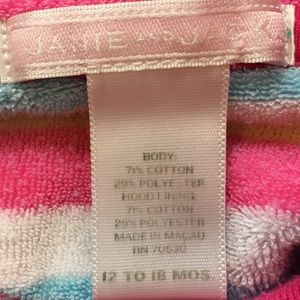 JANIE AND JACK
BODY:
71% COTTON
29% POLYESTER
HOOD LINING:
71% COTTON
29% POLYESTER
MADE IN MACAU
RN 70530
12 TO 18 MOS.